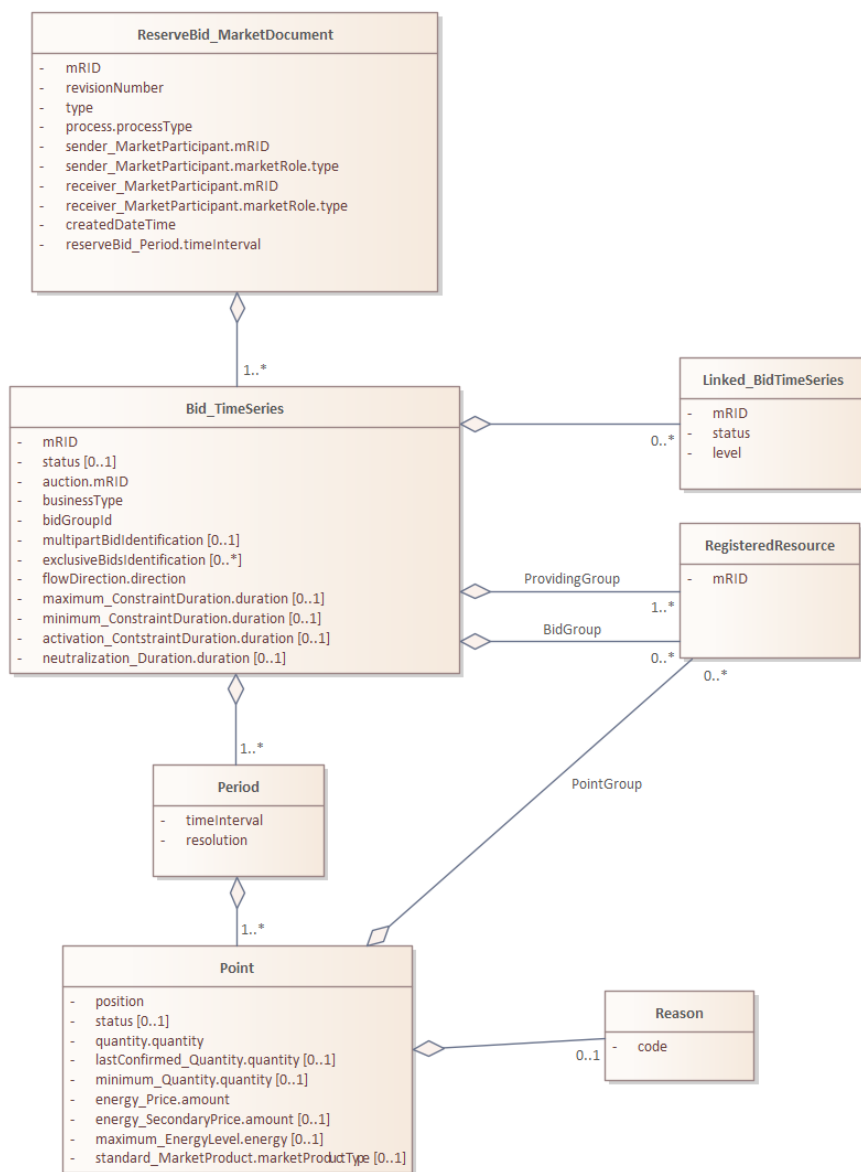 ReserveBid_MarketDocument
- mRID
- revisionNumber
- type
- process.processType
- sender_MarketParticipant.mRID
- sender_MarketParticipant.marketRole.type
- receiver_MarketParticipant.mRID
- receiver_MarketParticipant.marketRole.type
- createdDateTime
- reserveBid_Period.timeInterval
1..*
Bid_TimeSeries
- mRID
- status [0..1]
- auction.mRID
- businessType
- bidGroupId
- multipartBidIdentification [0..1]
- exclusiveBidsIdentification [0..*]
- flowDirection.direction
- maximum_ConstraintDuration.duration [0..1]
- minimum_ConstraintDuration.duration [0..1]
- activation_ContstraintDuration.duration [0..1]
- neutralization_Duration.duration [0..1]
0..*
Linked_BidTimeSeries
- mRID
- status
- level
ProvidingGroup
1..*
BidGroup
0..*
RegisteredResource
- mRID
0..*
PointGroup
1..*
Period
- timeInterval
- resolution
1..*
Point
- position
- status [0..1]
- quantity.quantity
- lastConfirmed_Quantity.quantity [0..1]
- minimum_Quantity.quantity [0..1]
- energy_Price.amount
- energy_SecondaryPrice.amount [0..1]
- maximum_EnergyLevel.energy [0..1]
- standard_MarketProduct.marketProductType [0..1]
0..1
Reason
- code